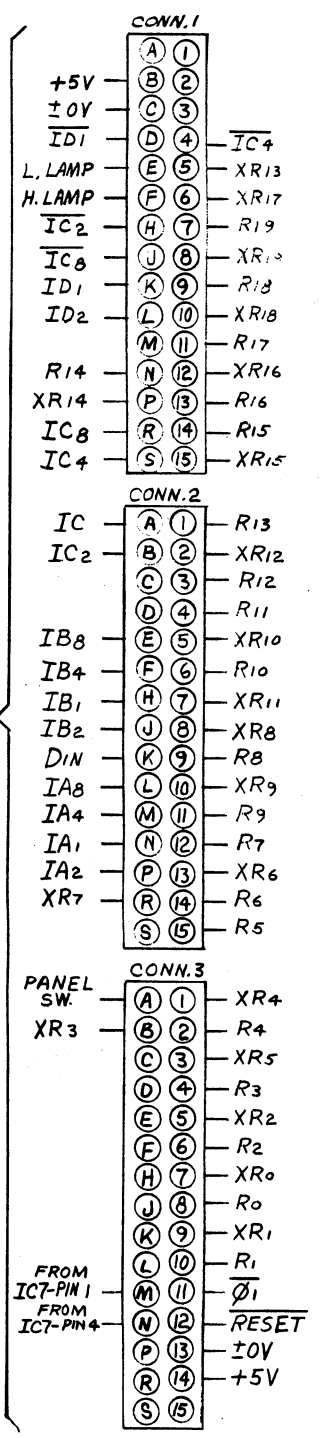 CONN.1
A 1
+5V B 2
±0V C 3
I̅D̅1̅ D 4 I̅C̅4̅
L. LAMP E 5 XR13
H. LAMP F 6 XR17
I̅C̅2̅ H 7 R19
I̅C̅8̅ J 8
ID1 K 9 R18
ID2 L 10 XR18
M 11 R17
R14 N 12 XR16
XR14 P 13 R16
IC8 R 14 R15
IC4 S 15 XR15
CONN.2
IC A 1 R13
IC2 B 2 XR12
C 3 R12
D 4 R11
IB8 E 5 XR10
IB4 F 6 R10
IB1 H 7 XR11
IB2 J 8 XR8
DIN K 9 R8
IA8 L 10 XR9
IA4 M 11 R9
IA1 N 12 R7
IA2 P 13 XR6
XR7 R 14 R6
S 15 R5
CONN.3
PANEL
SW. A 1 XR4
XR3 B 2 R4
C 3 XR5
D 4 R3
E 5 XR2
F 6 R2
H 7 XR0
J 8 R0
K 9 XR1
L 10 R1
FROM
IC7-PIN 1 M 11 Ø̅1̅
FROM
IC7-PIN 4 N 12 R̅E̅S̅E̅T̅
P 13 ±0V
R 14 +5V
S 15